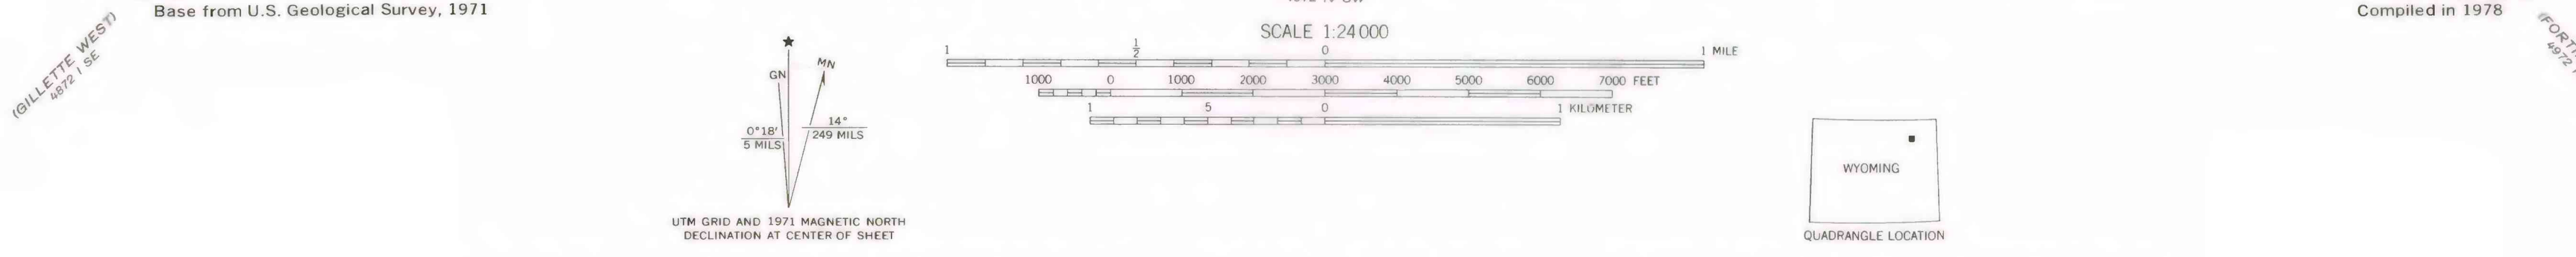 Base from U.S. Geological Survey, 1971
Compiled in 1978
(GILLETTE WEST)
4872 I SE
SCALE 1:24 000
1 ½ 0 1 MILE
1000 0 1000 2000 3000 4000 5000 6000 7000 FEET
1 5 0 1 KILOMETER
GN MN
0°18'
5 MILS
14°
249 MILS
UTM GRID AND 1971 MAGNETIC NORTH
DECLINATION AT CENTER OF SHEET
WYOMING
QUADRANGLE LOCATION